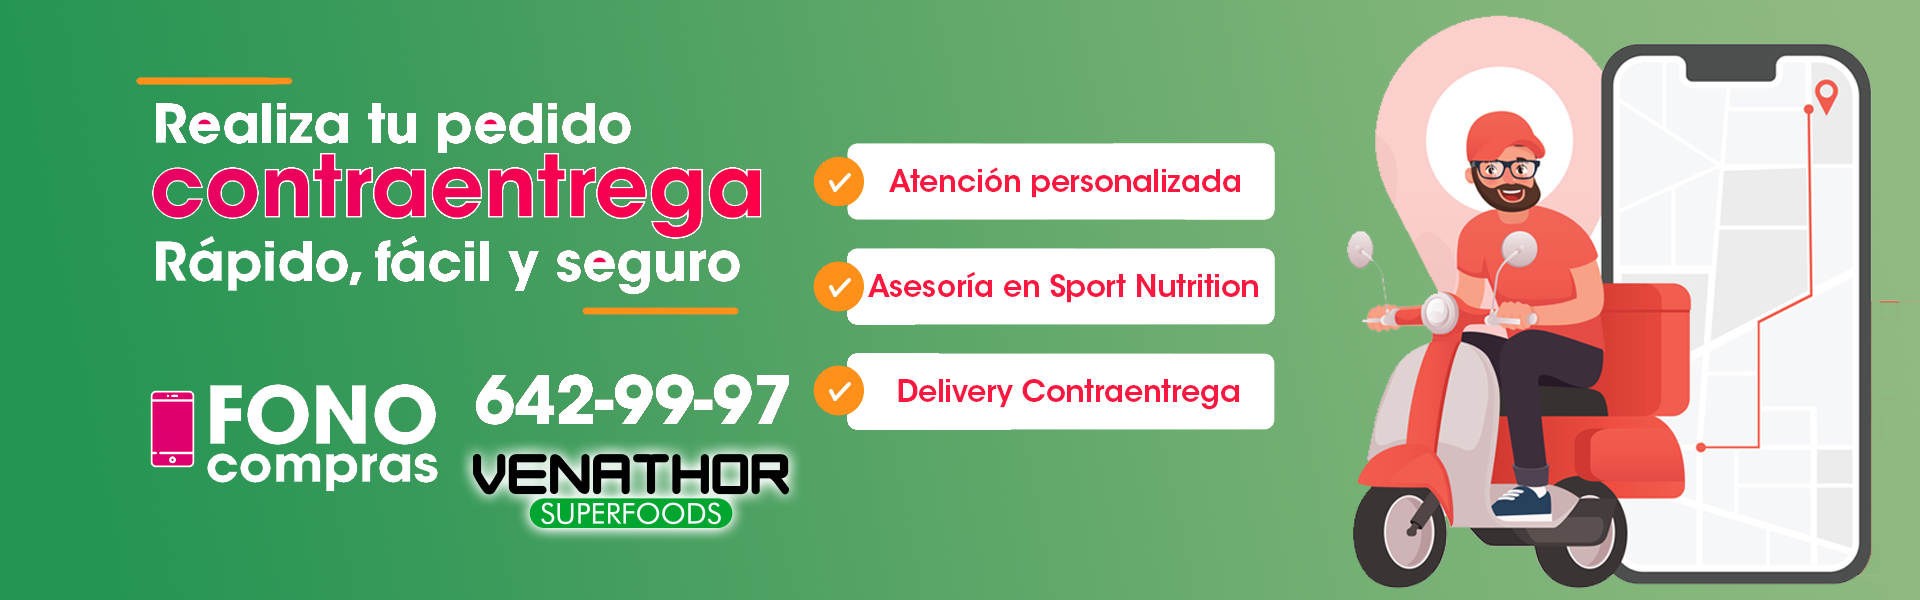 Realiza tu pedido
contraentrega
Rápido, fácil y seguro
FONO
compras
642-99-97
VENATHOR
SUPERFOODS
Atención personalizada
Asesoría en Sport Nutrition
Delivery Contraentrega